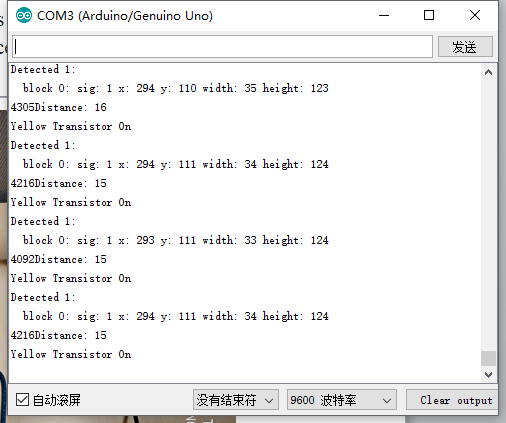 COM3 (Arduino/Genuino Uno)
发送
Detected 1:
block 0: sig: 1 x: 294 y: 110 width: 35 height: 123
4305Distance: 16
Yellow Transistor On
Detected 1:
block 0: sig: 1 x: 294 y: 111 width: 34 height: 124
4216Distance: 15
Yellow Transistor On
Detected 1:
block 0: sig: 1 x: 293 y: 111 width: 33 height: 124
4092Distance: 15
Yellow Transistor On
Detected 1:
block 0: sig: 1 x: 294 y: 111 width: 34 height: 124
4216Distance: 15
Yellow Transistor On
自动滚屏
没有结束符
9600 波特率
Clear output